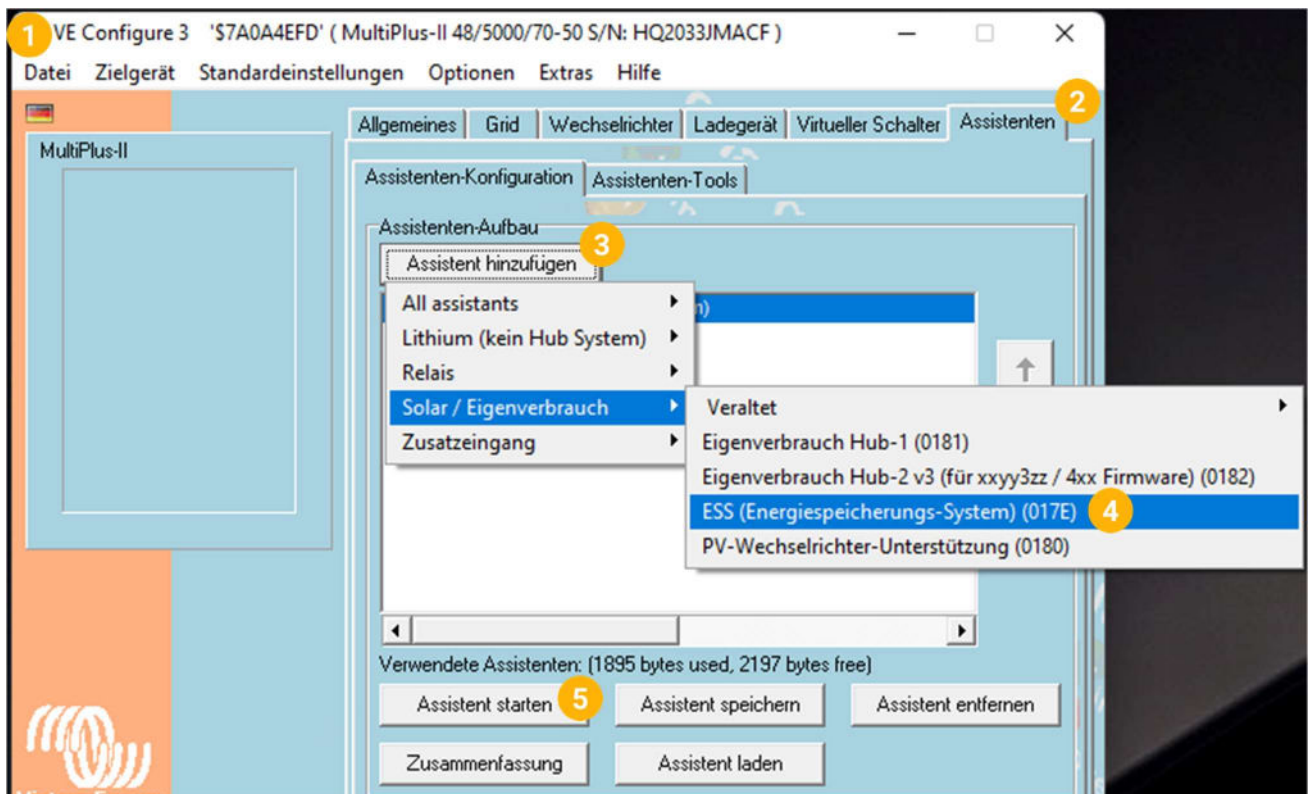 1 VE Configure 3 '$7A0A4EFD' ( MultiPlus-II 48/5000/70-50 S/N: HQ2033JMACF )
Datei Zielgerät Standardeinstellungen Optionen Extras Hilfe
2
Allgemeines Grid Wechselrichter Ladegerät Virtueller Schalter Assistenten
MultiPlus-II
Assistenten-Konfiguration Assistenten-Tools
Assistenten-Aufbau
3
Assistent hinzufügen
All assistants
Lithium (kein Hub System)
Relais
Solar / Eigenverbrauch
Zusatzeingang
Veraltet
Eigenverbrauch Hub-1 (0181)
Eigenverbrauch Hub-2 v3 (für xxyy3zz / 4xx Firmware) (0182)
ESS (Energiespeicherungs-System) (017E) 4
PV-Wechselrichter-Unterstützung (0180)
Verwendete Assistenten: (1895 bytes used, 2197 bytes free)
Assistent starten 5 Assistent speichern Assistent entfernen
Zusammenfassung Assistent laden